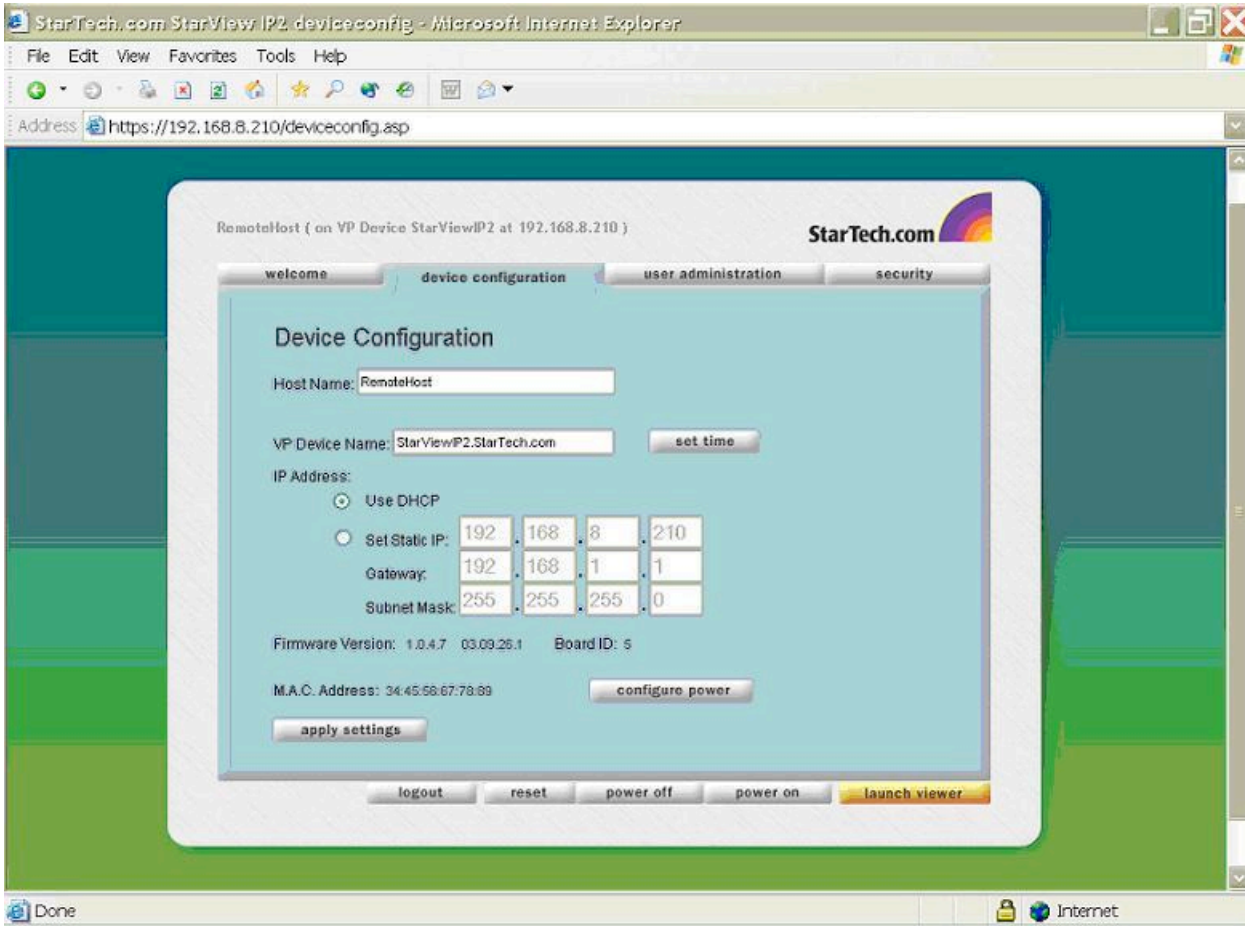 StarTech.com StarView IP2 deviceconfig - Microsoft Internet Explorer
File Edit View Favorites Tools Help
Address https://192.168.8.210/deviceconfig.asp
RemoteHost ( on VP Device StarViewIP2 at 192.168.8.210 )
StarTech.com
welcome device configuration user administration security
Device Configuration
Host Name: RemoteHost
VP Device Name: StarViewIP2.StarTech.com set time
IP Address:
Use DHCP
Set Static IP: 192 . 168 . 8 . 210
Gateway: 192 . 168 . 1 . 1
Subnet Mask: 255 . 255 . 255 . 0
Firmware Version: 1.0.4.7 03.09.26.1 Board ID: 5
M.A.C. Address: 34:45:56:67:78:89 configure power
apply settings
logout reset power off power on launch viewer
Done Internet